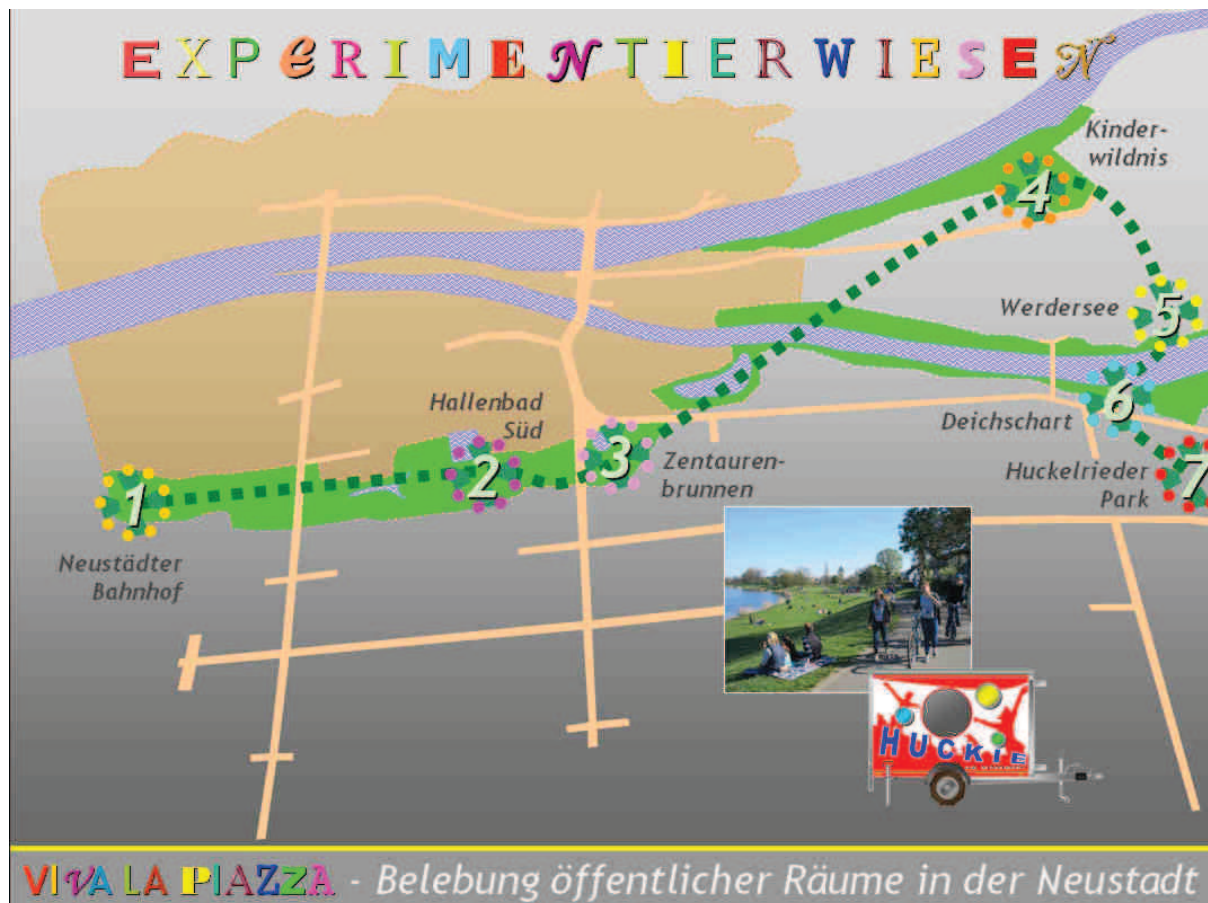 EXPERIMENTIERWIESEN
Kinder-
wildnis
4
Werdersee
5
Hallenbad
Süd
Deichschart
6
3
Zentauren-
brunnen
Huckelrieder
Park
7
2
1
Neustädter
Bahnhof
HUCKIE
VIVA LA PIAZZA - Belebung öffentlicher Räume in der Neustadt